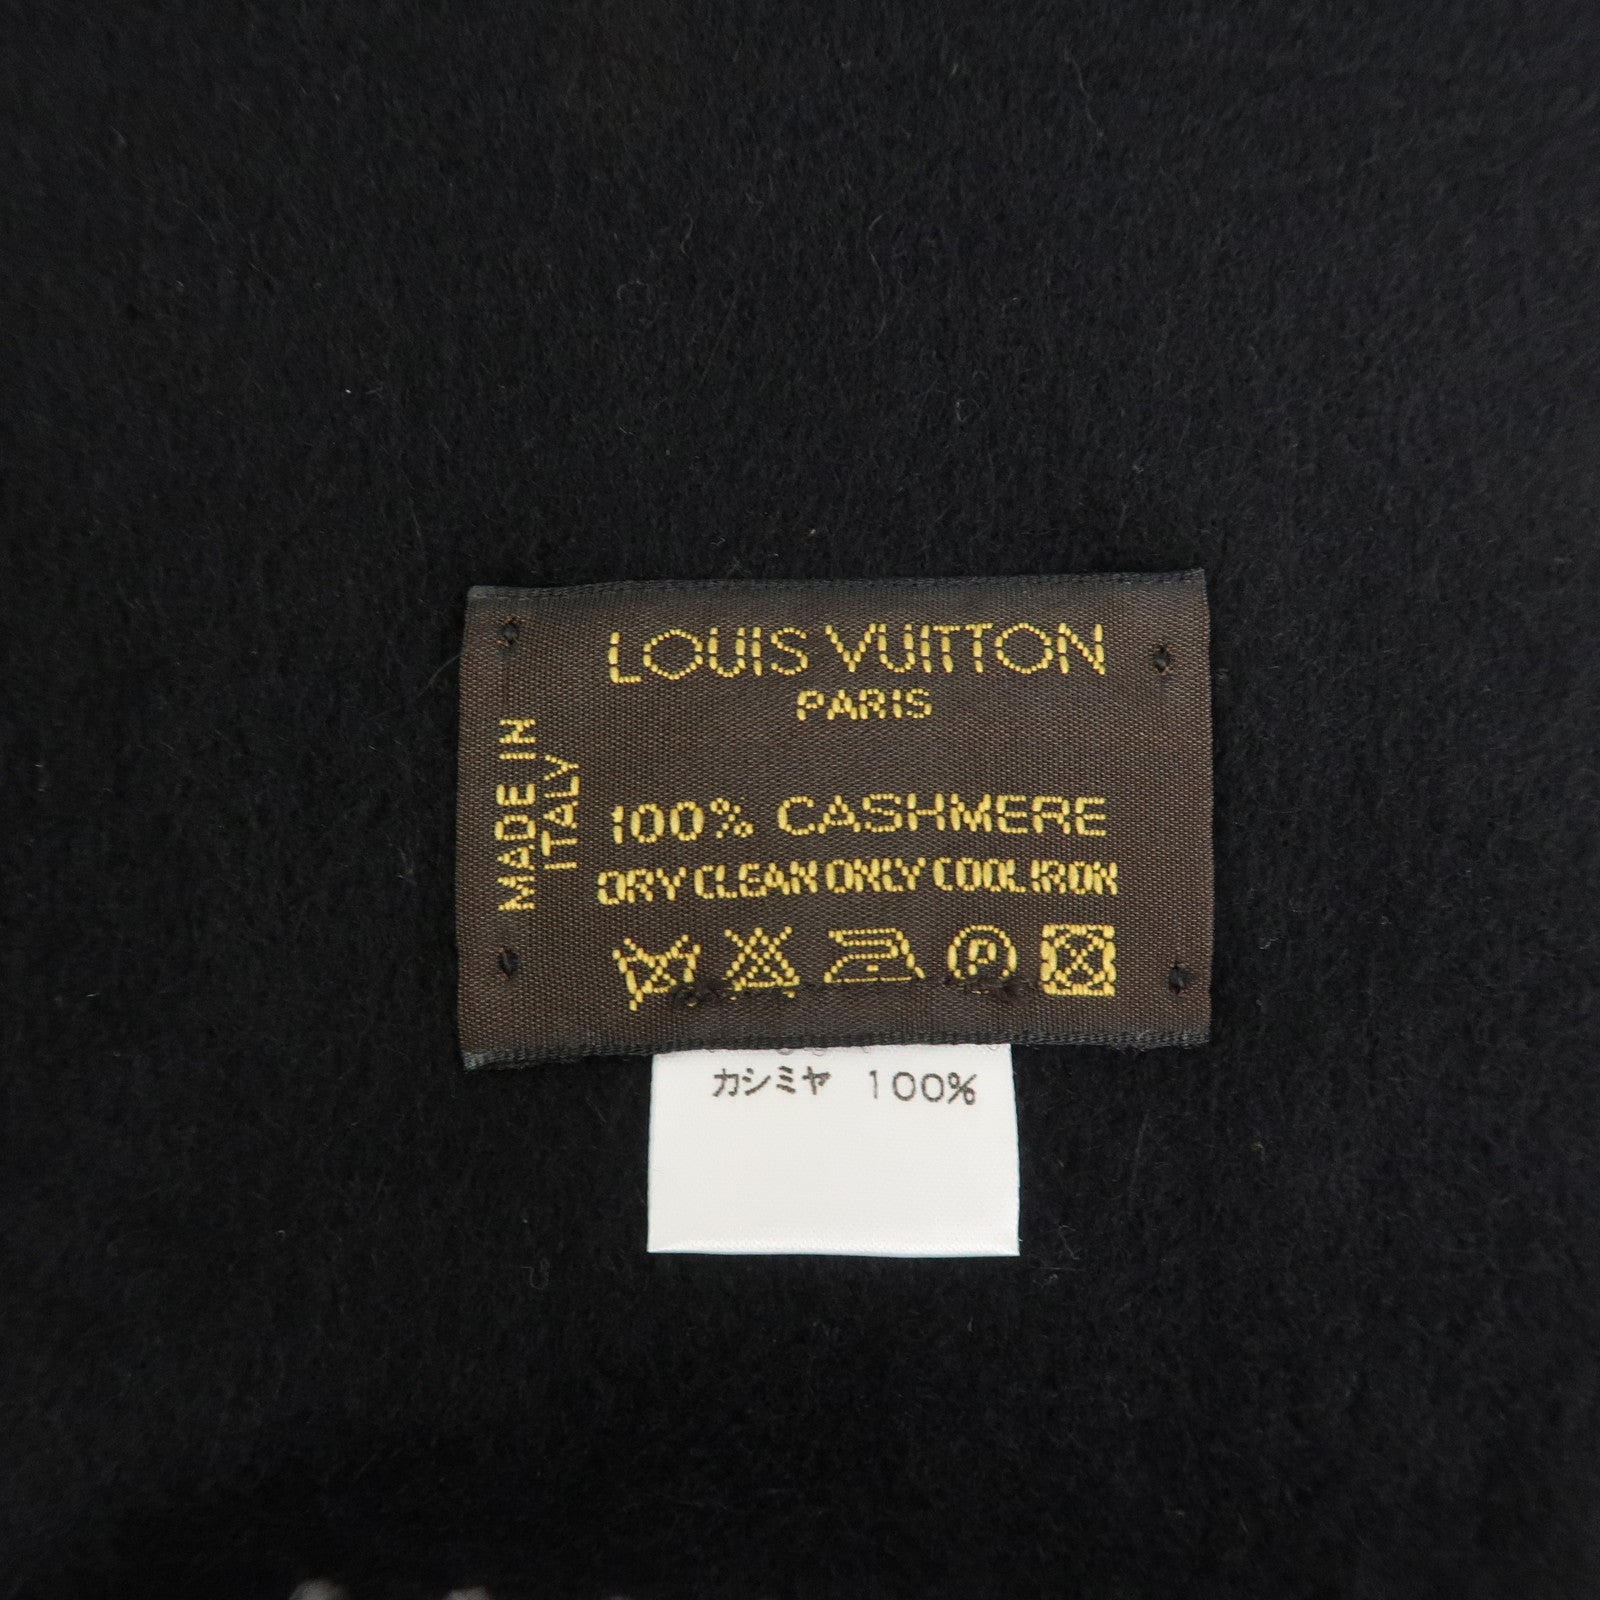 LOUIS VUITTON
PARIS
MADE IN
ITALY
100% CASHMERE
DRY CLEAN ONLY COOL IRON
P
カシミヤ 100%